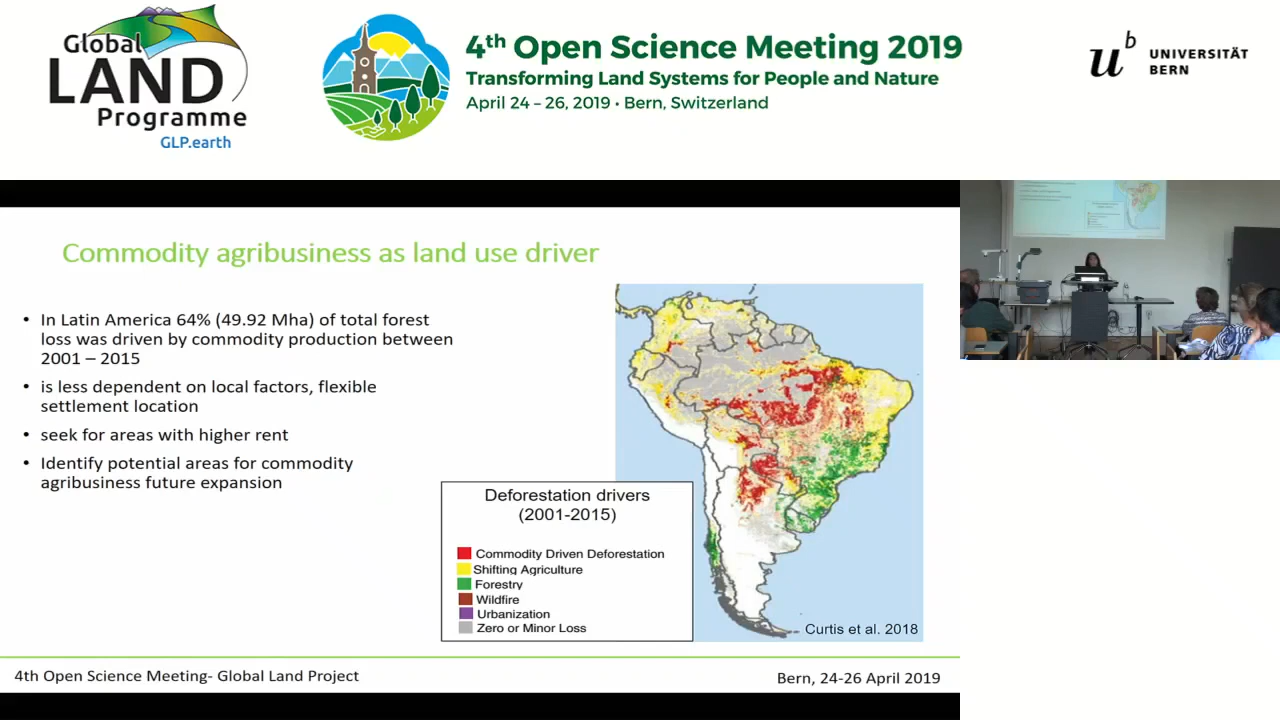 Global
LAND
Programme
GLP.earth
4th Open Science Meeting 2019
Transforming Land Systems for People and Nature
April 24 – 26, 2019 • Bern, Switzerland
u b
UNIVERSITÄT
BERN
Commodity agribusiness as land use driver
• In Latin America 64% (49.92 Mha) of total forest
loss was driven by commodity production between
2001 – 2015
• is less dependent on local factors, flexible
settlement location
• seek for areas with higher rent
• Identify potential areas for commodity
agribusiness future expansion
Deforestation drivers
(2001-2015)
Commodity Driven Deforestation
Shifting Agriculture
Forestry
Wildfire
Urbanization
Zero or Minor Loss
Curtis et al. 2018
4th Open Science Meeting- Global Land Project
Bern, 24-26 April 2019